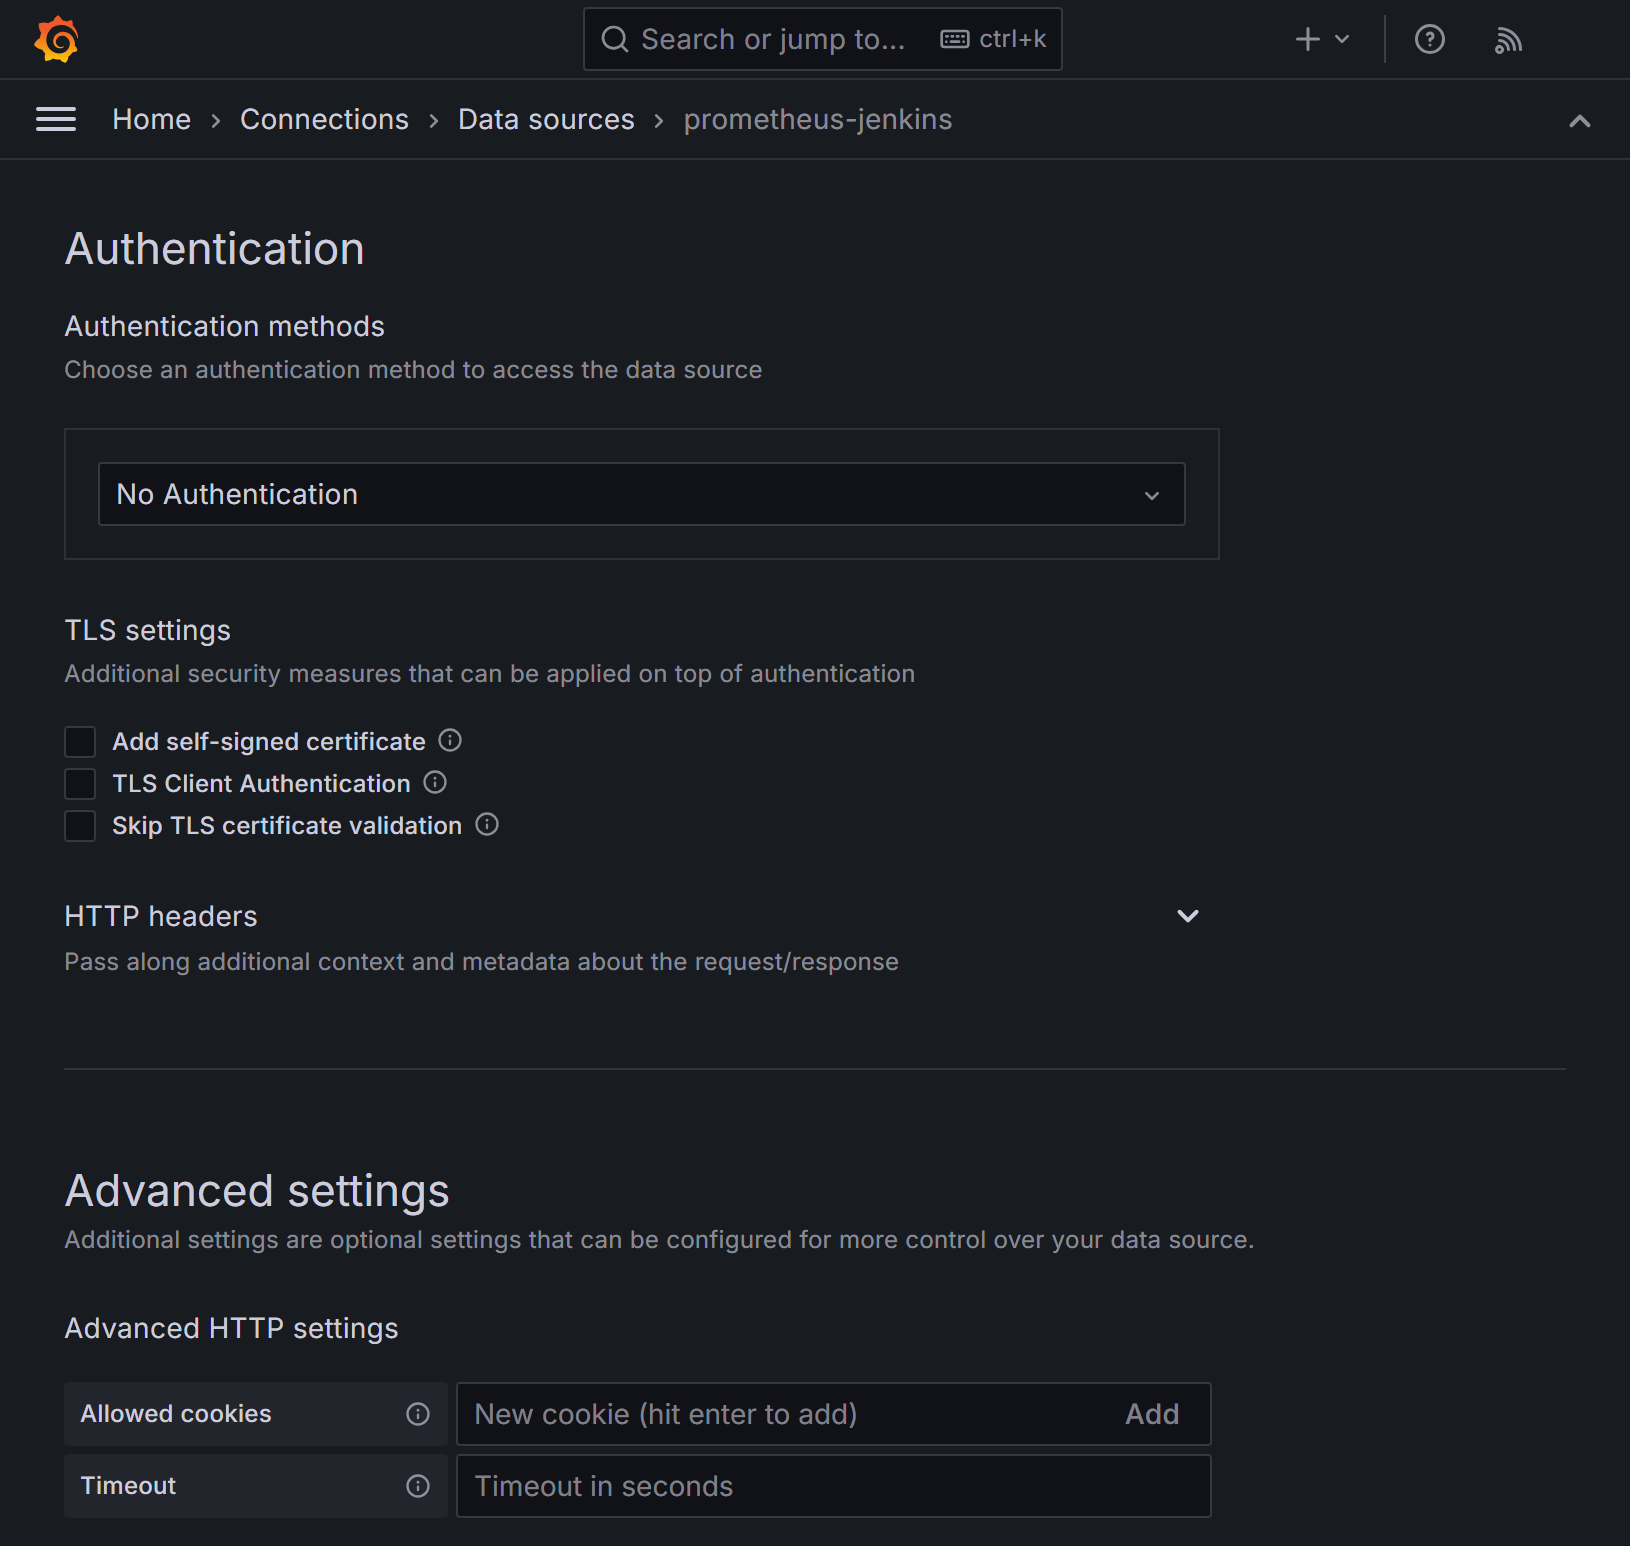 Search or jump to... ctrl+k
Home › Connections › Data sources › prometheus-jenkins
Authentication
Authentication methods
Choose an authentication method to access the data source
No Authentication
TLS settings
Additional security measures that can be applied on top of authentication
Add self-signed certificate
TLS Client Authentication
Skip TLS certificate validation
HTTP headers
Pass along additional context and metadata about the request/response
Advanced settings
Additional settings are optional settings that can be configured for more control over your data source.
Advanced HTTP settings
Allowed cookies New cookie (hit enter to add) Add
Timeout Timeout in seconds